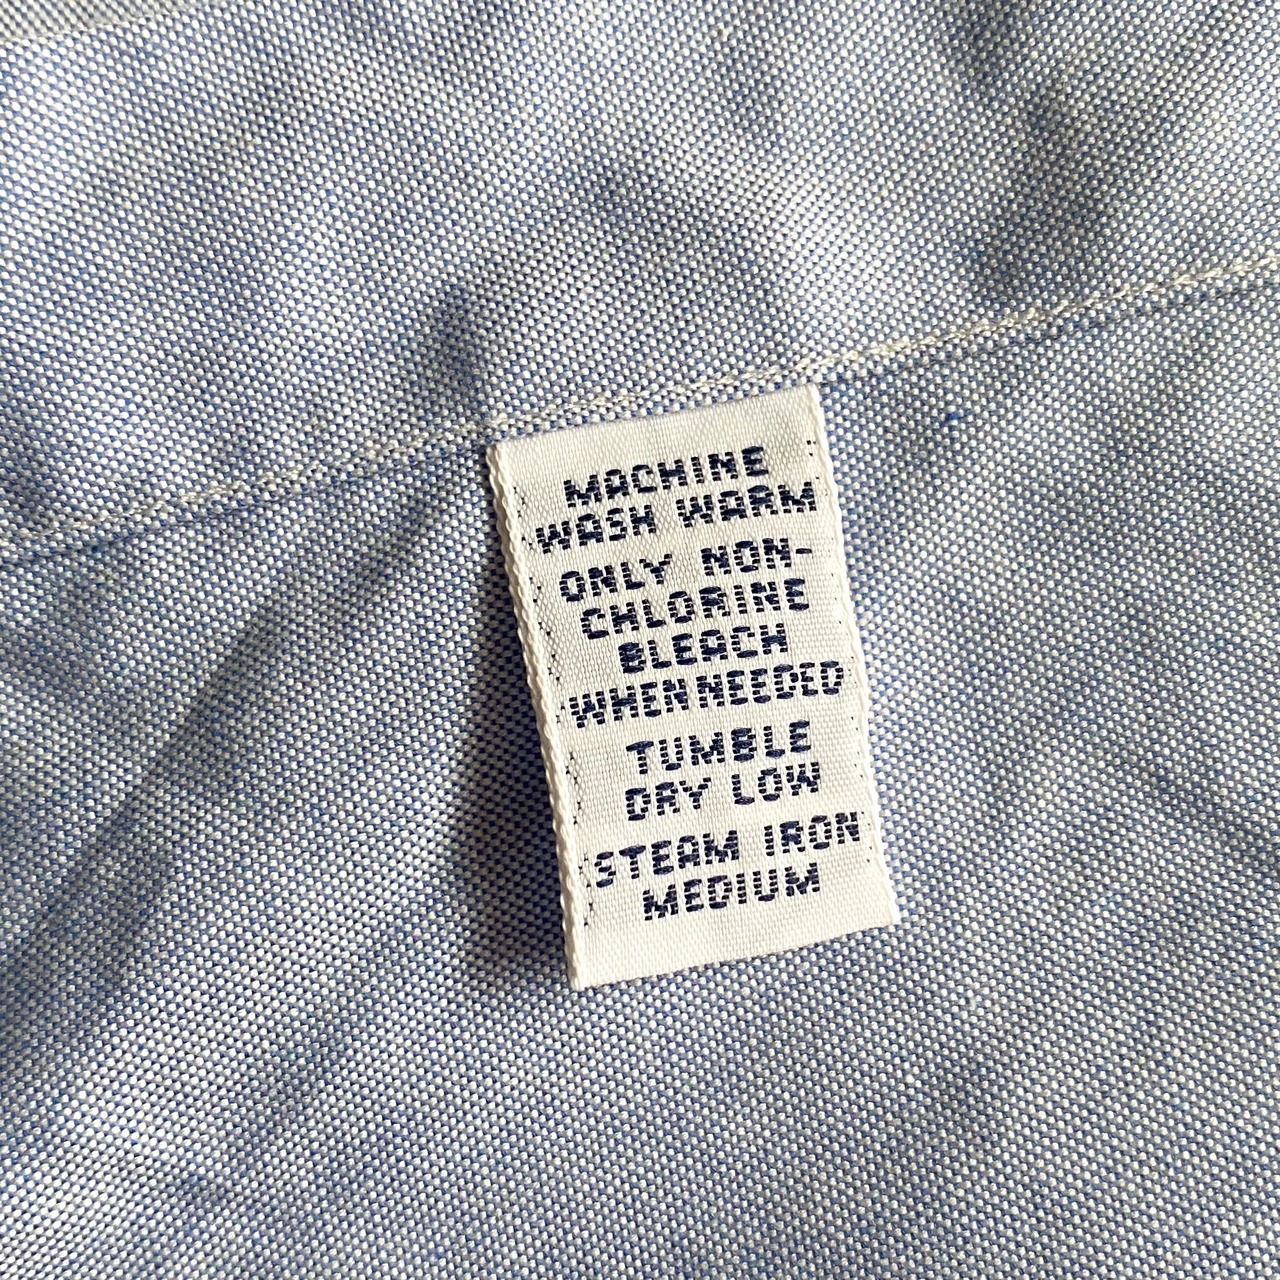 MACHINE
WASH WARM
ONLY NON-
CHLORINE
BLEACH
WHEN NEEDED
TUMBLE
DRY LOW
STEAM IRON
MEDIUM